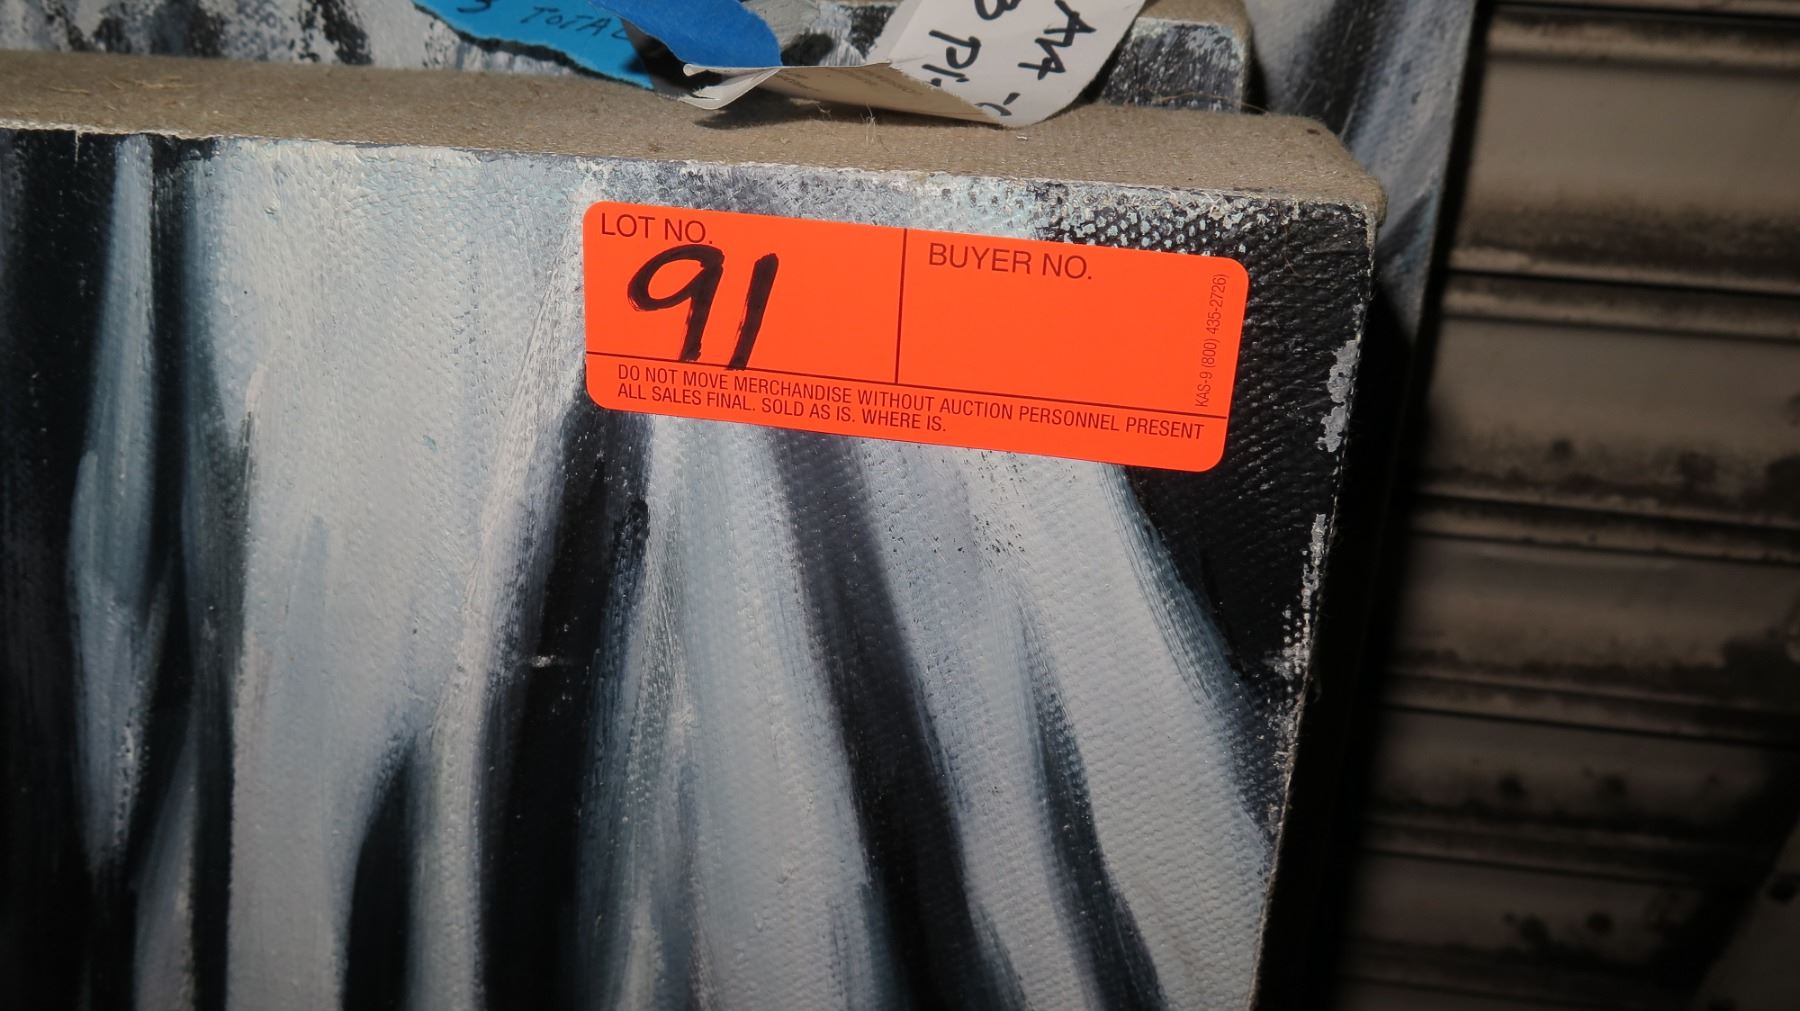 TOTAL
LOT NO.
91
BUYER NO.
KAS-9 (800) 435-2726)
DO NOT MOVE MERCHANDISE WITHOUT AUCTION PERSONNEL PRESENT
ALL SALES FINAL. SOLD AS IS. WHERE IS.